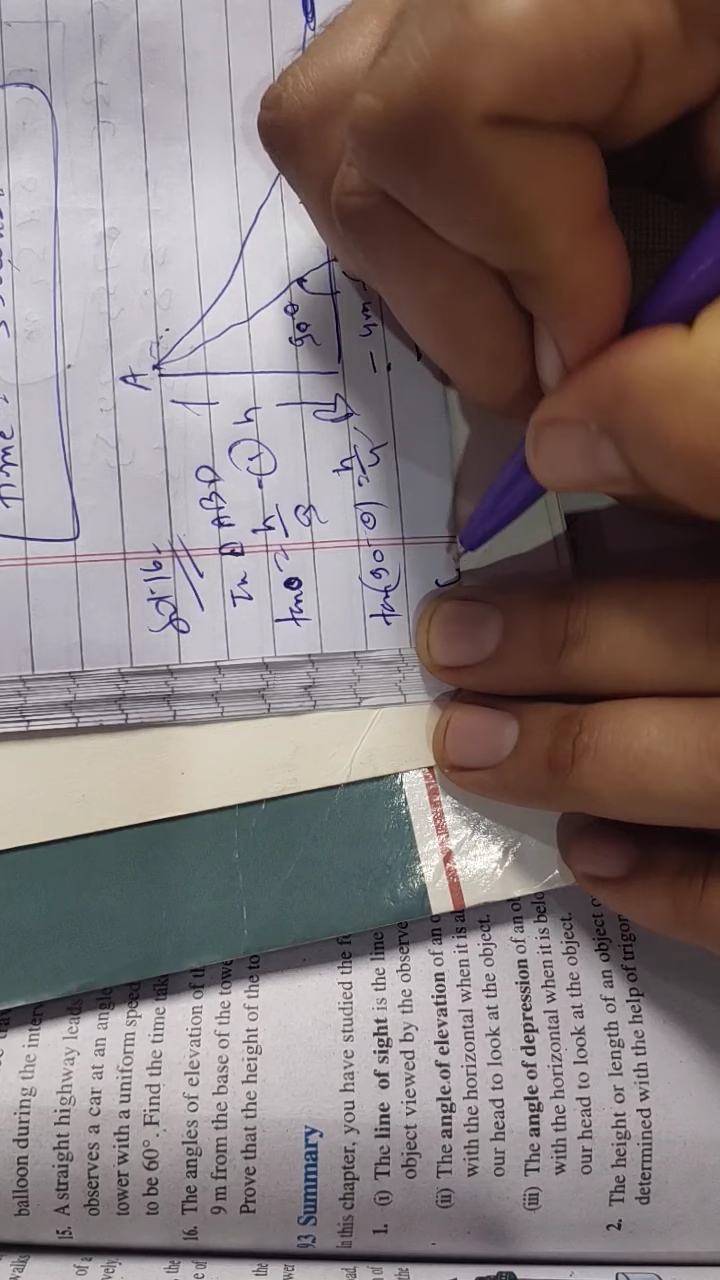 Time =
Sol 16.
In Δ ABD
tanθ = h/9 - ①
tan(90-θ) = h/4
A
h
90-θ
B
balloon during the interv
15. A straight highway leads
observes a car at an angle
tower with a uniform speed
to be 60°. Find the time tak
16. The angles of elevation of th
9 m from the base of the towe
Prove that the height of the to
9.3 Summary
In this chapter, you have studied the fo
1. (i) The line of sight is the line
object viewed by the observe
(ii) The angle of elevation of an o
with the horizontal when it is a
our head to look at the object.
(iii) The angle of depression of an o
with the horizontal when it is belo
our head to look at the object.
2. The height or length of an object o
determined with the help of trigon